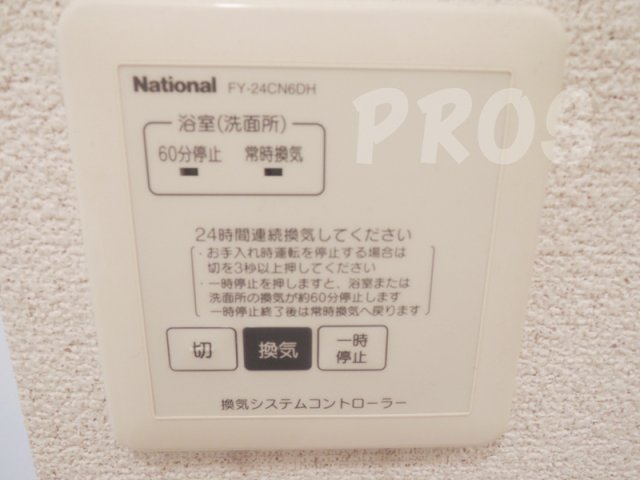 National FY-24CN6DH
PROS
浴室(洗面所)
60分停止 常時換気
24時間連続換気してください
・お手入れ時運転を停止する場合は
切を3秒以上押してください
・一時停止を押しますと、浴室または
洗面所の換気が約60分停止します
一時停止終了後は常時換気へ戻ります
切 換気 一時
停止
換気システムコントローラー